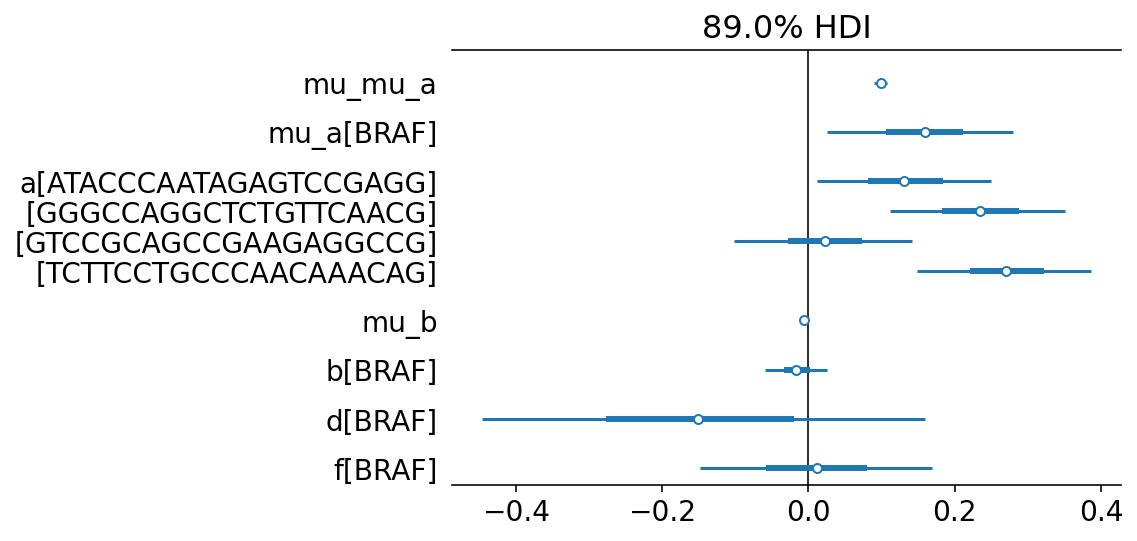 89.0% HDI
mu_mu_a
mu_a[BRAF]
a[ATACCCAATAGAGTCCGAGG]
[GGGCCAGGCTCTGTTCAACG]
[GTCCGCAGCCGAAGAGGCCG]
[TCTTCCTGCCCAACAAACAG]
mu_b
b[BRAF]
d[BRAF]
f[BRAF]
−0.4 −0.2 0.0 0.2 0.4